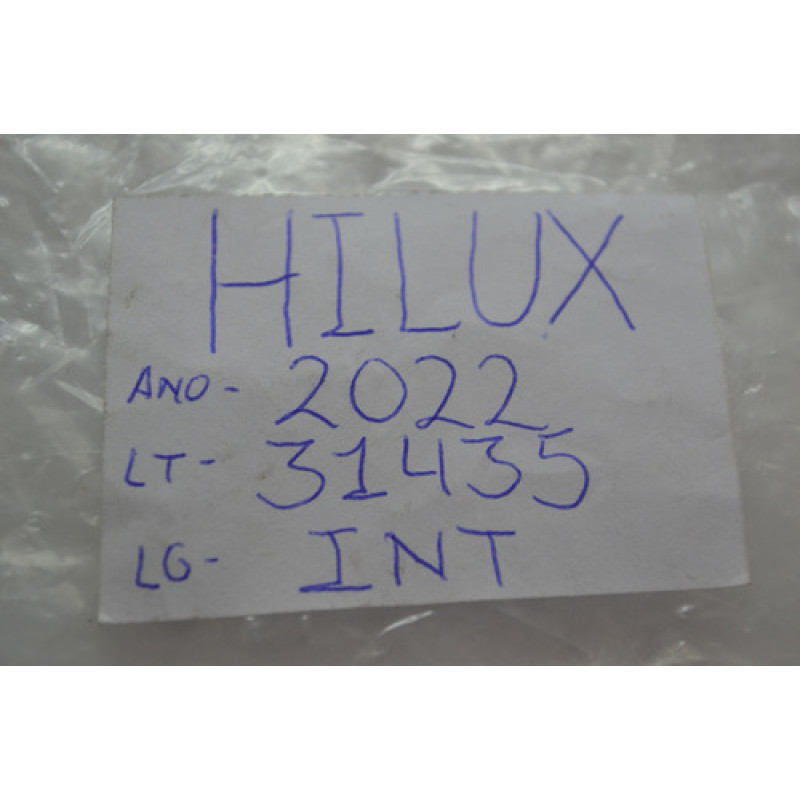 HILUX
ANO- 2022
LT- 31435
LG- INT